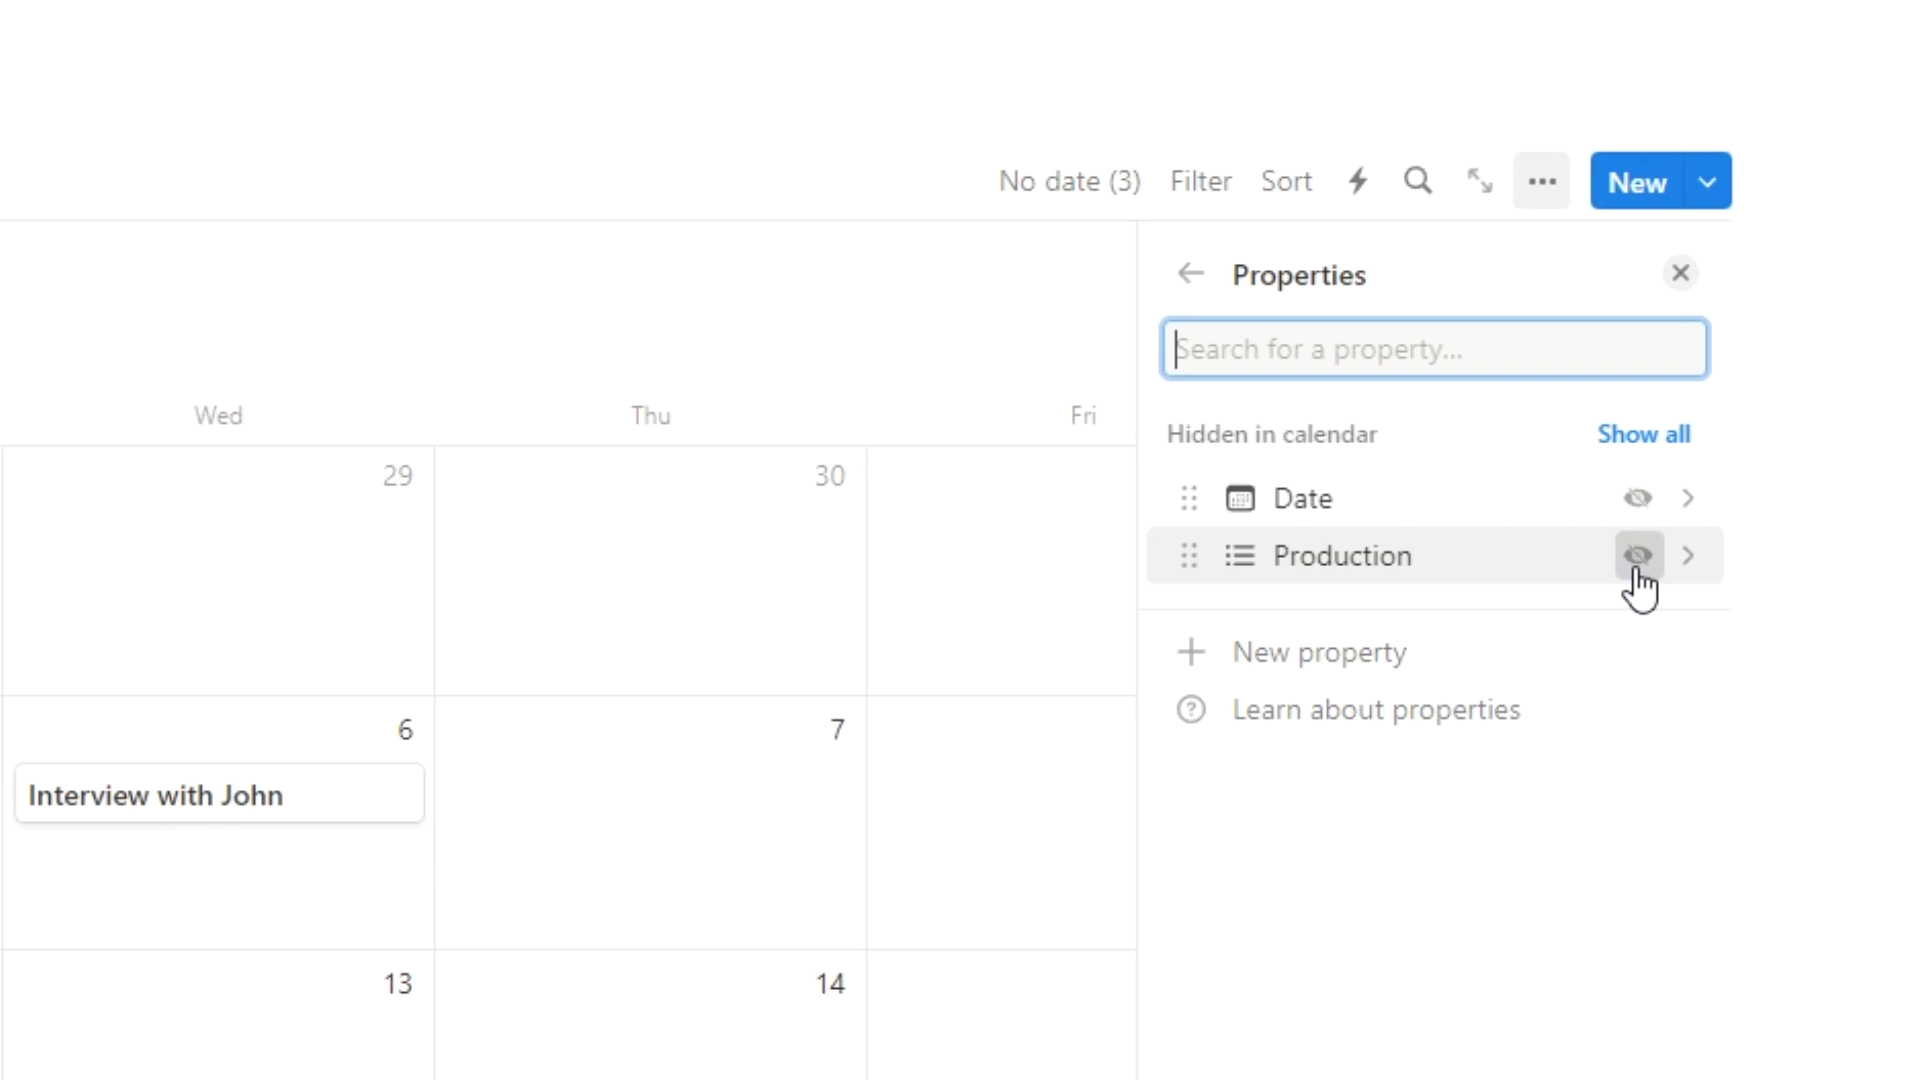 No date (3) Filter Sort New
Properties
Search for a property...
Wed Thu Fri
Hidden in calendar Show all
29 30
Date
Production
New property
Learn about properties
6 7
Interview with John
13 14